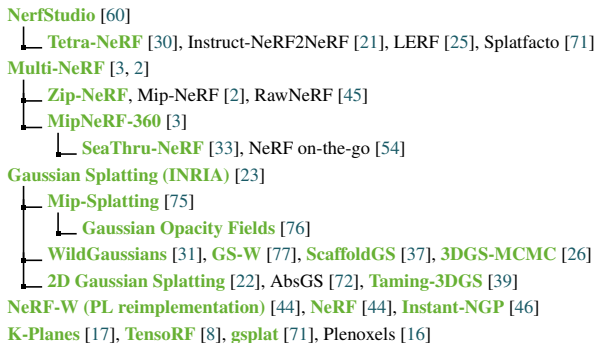 NerfStudio [60]
Tetra-NeRF [30], Instruct-NeRF2NeRF [21], LERF [25], Splatfacto [71]
Multi-NeRF [3, 2]
Zip-NeRF, Mip-NeRF [2], RawNeRF [45]
MipNeRF-360 [3]
SeaThru-NeRF [33], NeRF on-the-go [54]
Gaussian Splatting (INRIA) [23]
Mip-Splatting [75]
Gaussian Opacity Fields [76]
WildGaussians [31], GS-W [77], ScaffoldGS [37], 3DGS-MCMC [26]
2D Gaussian Splatting [22], AbsGS [72], Taming-3DGS [39]
NeRF-W (PL reimplementation) [44], NeRF [44], Instant-NGP [46]
K-Planes [17], TensoRF [8], gsplat [71], Plenoxels [16]